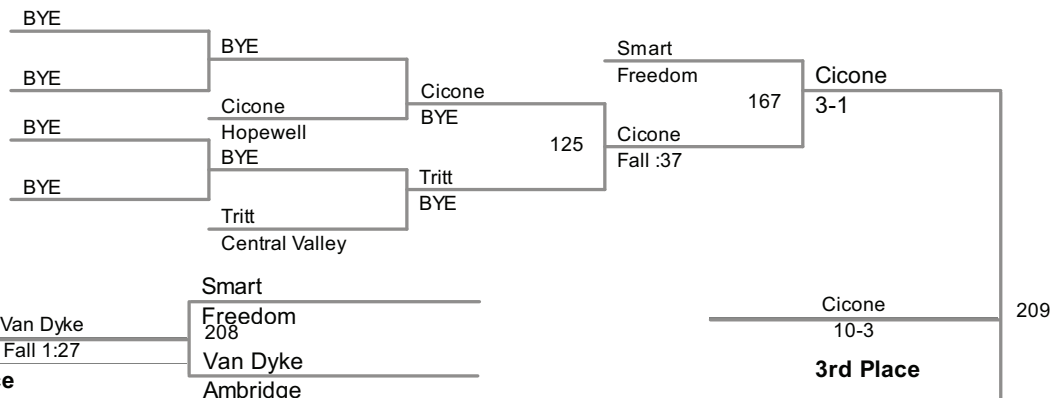 BYE
BYE
BYE
BYE
BYE
Cicone
Hopewell
BYE
Tritt
Central Valley
Cicone
BYE
Tritt
BYE
125
Smart
Freedom
Cicone
Fall :37
167
Cicone
3-1
209
Cicone
10-3
3rd Place
Smart
Freedom
208
Van Dyke
Ambridge
Van Dyke
Fall 1:27